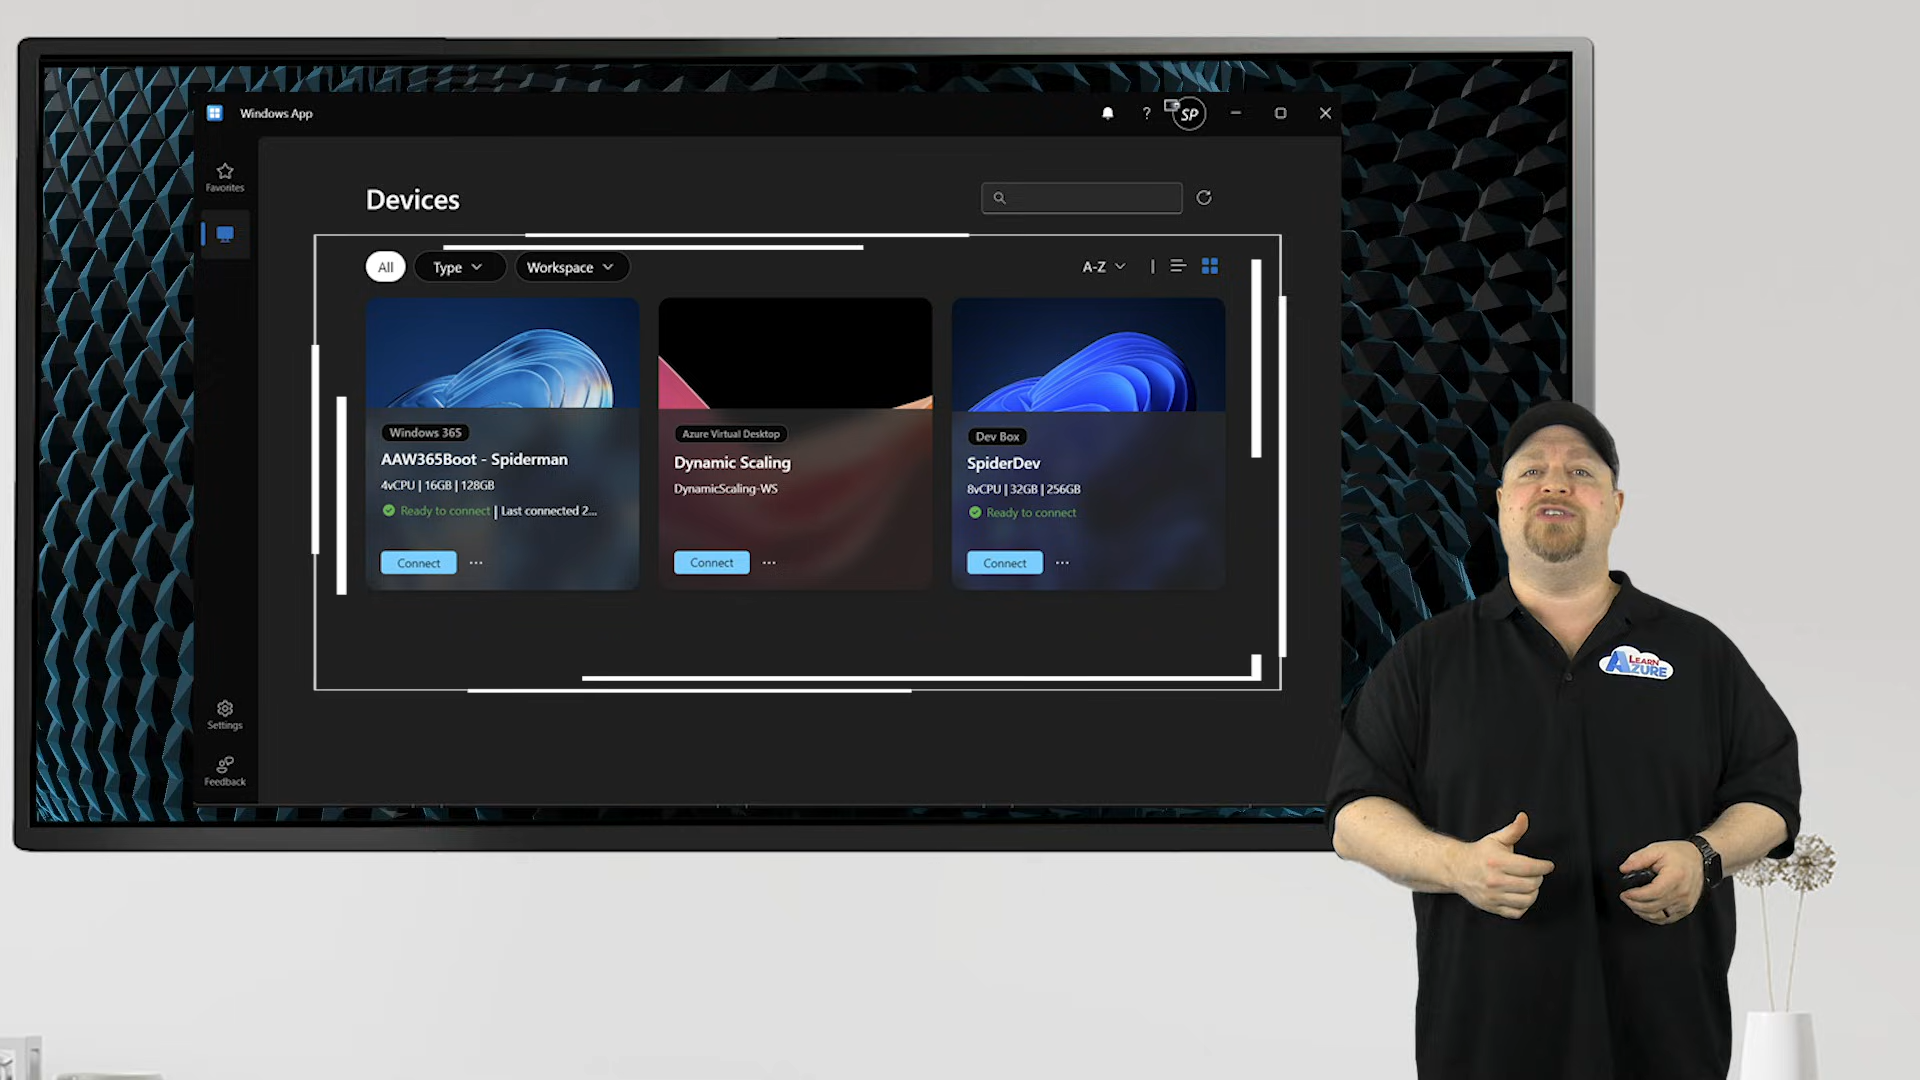 Windows App
?
SP
Favorites
Devices
All
Type
Workspace
A-Z
Windows 365
AAW365Boot - Spiderman
4vCPU | 16GB | 128GB
Ready to connect | Last connected 2...
Connect
...
Azure Virtual Desktop
Dynamic Scaling
DynamicScaling-WS
Connect
...
Dev Box
SpiderDev
8vCPU | 32GB | 256GB
Ready to connect
Connect
...
Settings
Feedback
LEARN
AZURE